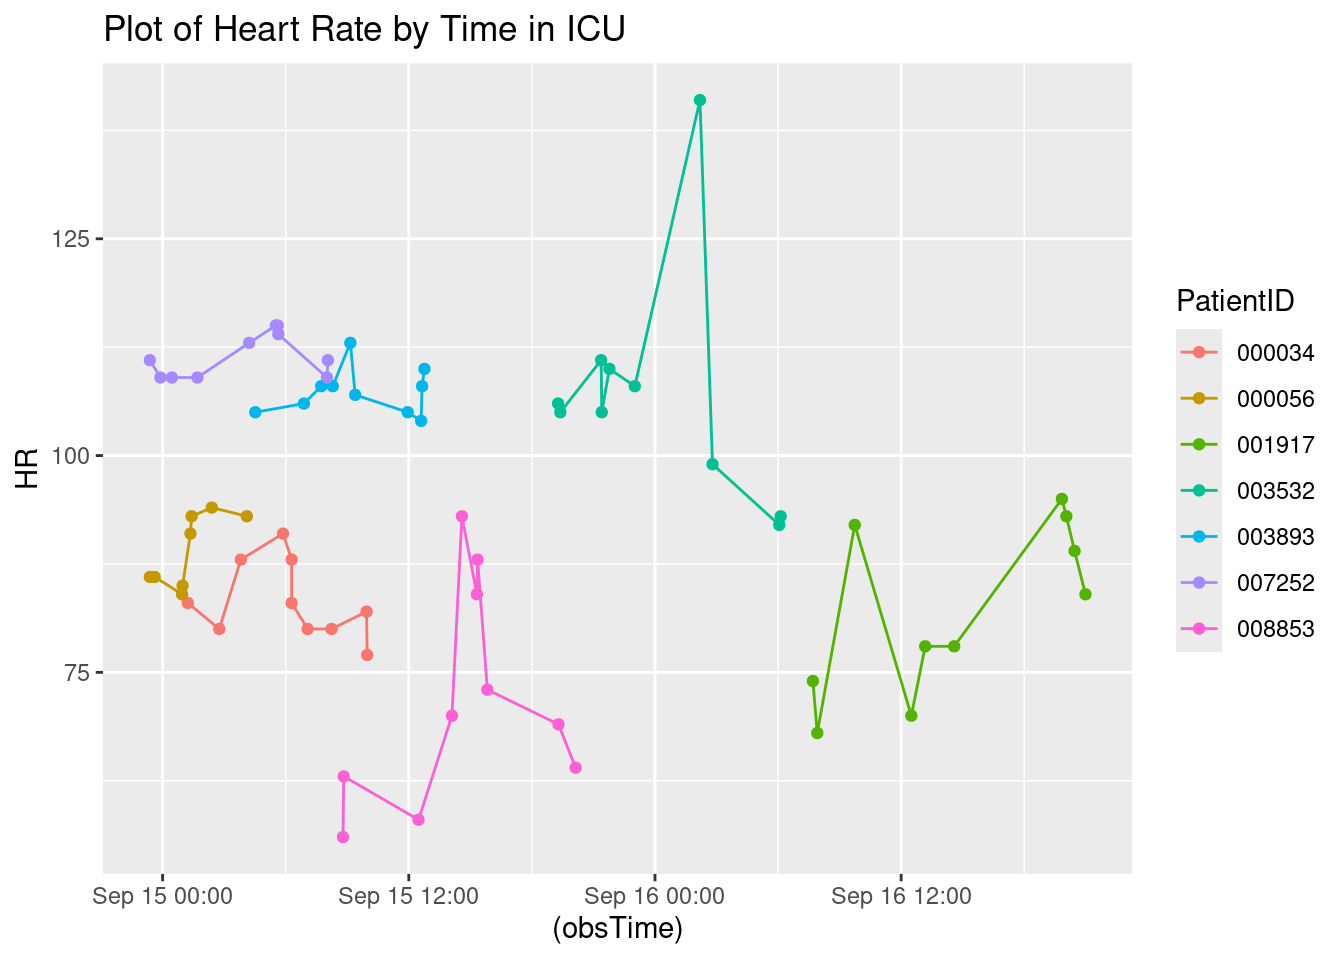 Plot of Heart Rate by Time in ICU
HR
125
100
75
Sep 15 00:00
Sep 15 12:00
Sep 16 00:00
Sep 16 12:00
(obsTime)
PatientID
000034
000056
001917
003532
003893
007252
008853